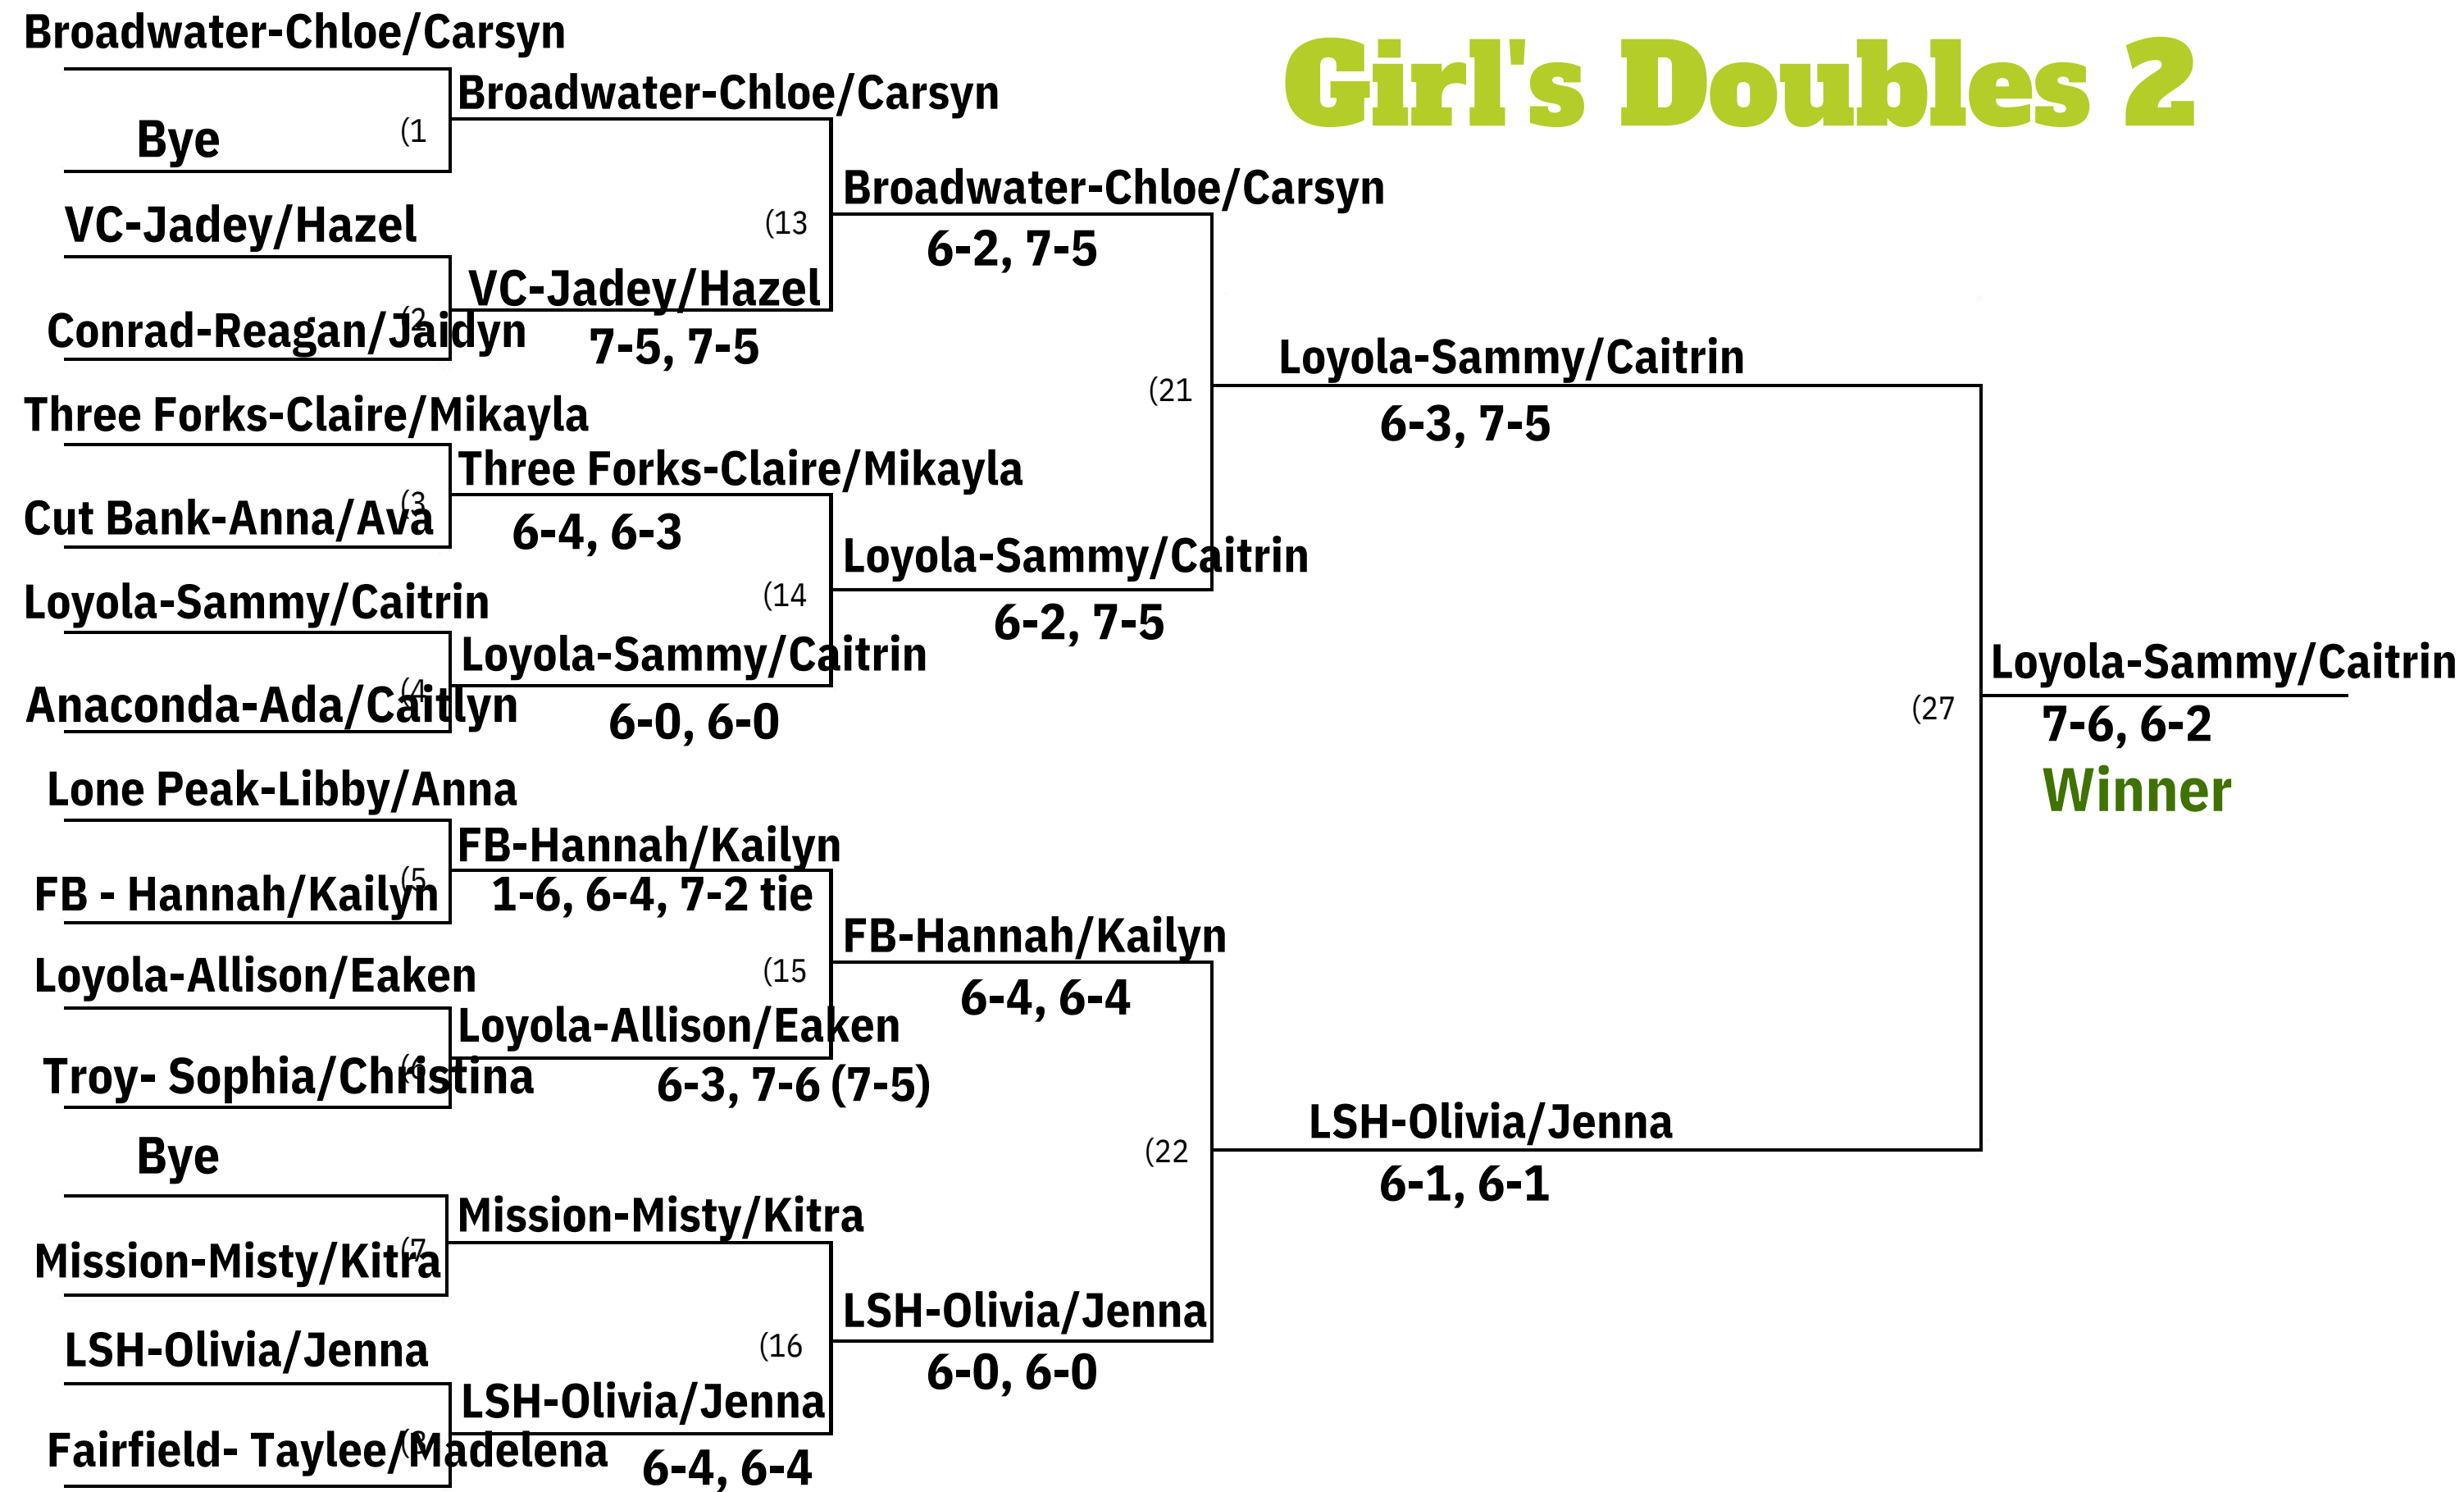 Girl's Doubles 2
Broadwater-Chloe/Carsyn
Bye
(1
VC-Jadey/Hazel
Conrad-Reagan/Jaidyn
(2
Three Forks-Claire/Mikayla
Cut Bank-Anna/Ava
(3
Loyola-Sammy/Caitrin
Anaconda-Ada/Caitlyn
(4
Lone Peak-Libby/Anna
FB - Hannah/Kailyn
(5
Loyola-Allison/Eaken
Troy- Sophia/Christina
(6
Bye
Mission-Misty/Kitra
(7
LSH-Olivia/Jenna
Fairfield- Taylee/Madelena
(8
Broadwater-Chloe/Carsyn
(13
VC-Jadey/Hazel
7-5, 7-5
Three Forks-Claire/Mikayla
6-4, 6-3
(14
Loyola-Sammy/Caitrin
6-0, 6-0
FB-Hannah/Kailyn
1-6, 6-4, 7-2 tie
(15
Loyola-Allison/Eaken
6-3, 7-6 (7-5)
Mission-Misty/Kitra
(16
LSH-Olivia/Jenna
6-4, 6-4
Broadwater-Chloe/Carsyn
6-2, 7-5
(21
Loyola-Sammy/Caitrin
6-2, 7-5
FB-Hannah/Kailyn
6-4, 6-4
(22
LSH-Olivia/Jenna
6-0, 6-0
Loyola-Sammy/Caitrin
6-3, 7-5
(27
LSH-Olivia/Jenna
6-1, 6-1
Loyola-Sammy/Caitrin
7-6, 6-2
Winner